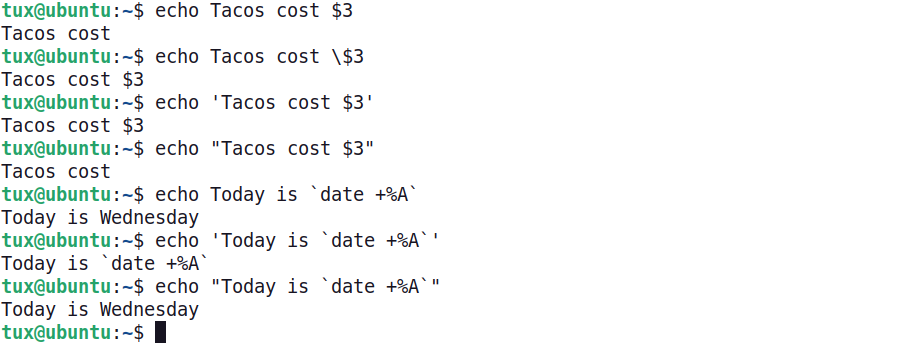 tux@ubuntu:~$ echo Tacos cost $3
Tacos cost
tux@ubuntu:~$ echo Tacos cost \$3
Tacos cost $3
tux@ubuntu:~$ echo 'Tacos cost $3'
Tacos cost $3
tux@ubuntu:~$ echo "Tacos cost $3"
Tacos cost
tux@ubuntu:~$ echo Today is `date +%A`
Today is Wednesday
tux@ubuntu:~$ echo 'Today is `date +%A`'
Today is `date +%A`
tux@ubuntu:~$ echo "Today is `date +%A`"
Today is Wednesday
tux@ubuntu:~$